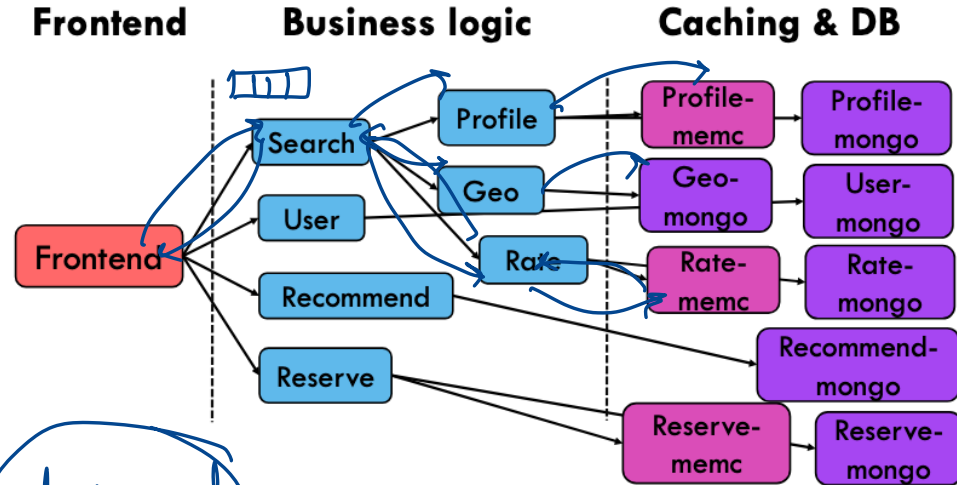 Frontend
Business logic
Caching & DB
Search
Profile
Profile-
memc
Profile-
mongo
Geo
Geo-
mongo
User
User-
mongo
Frontend
Rate
Rate-
memc
Rate-
mongo
Recommend
Recommend-
mongo
Reserve
Reserve-
memc
Reserve-
mongo